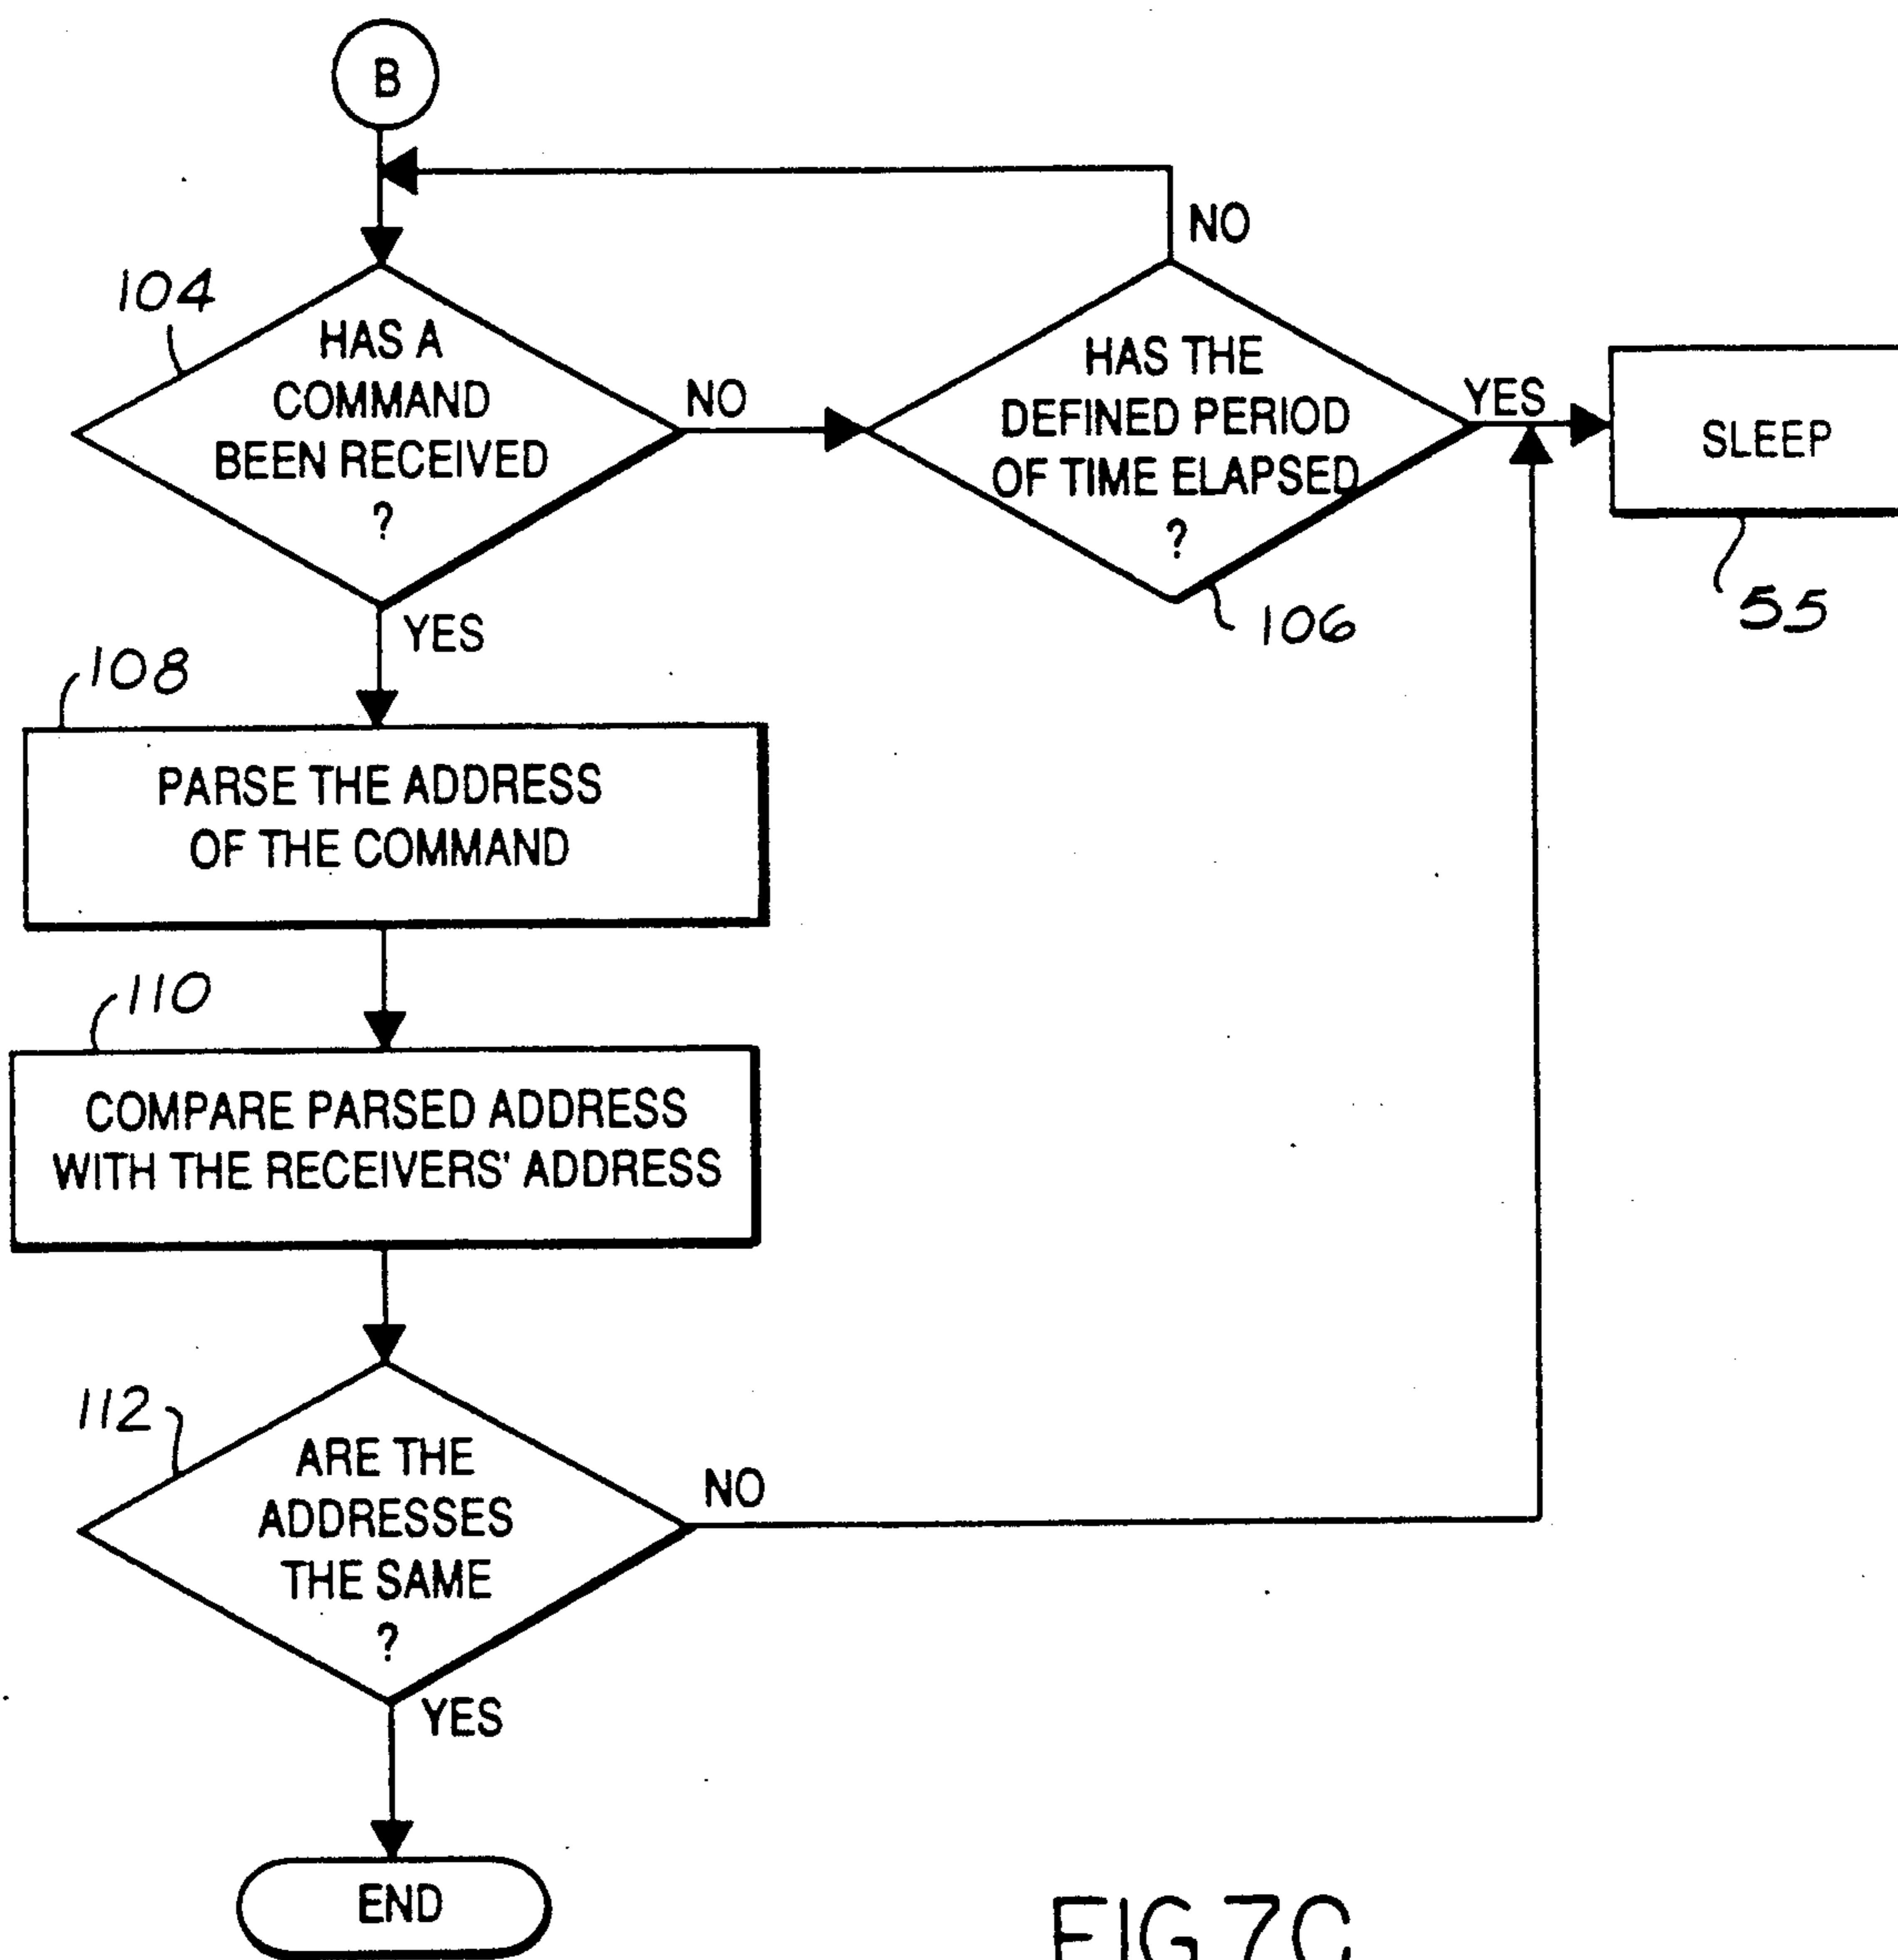 B
NO
104
HAS A
COMMAND
BEEN RECEIVED
?
NO
HAS THE
DEFINED PERIOD
OF TIME ELAPSED
?
YES
SLEEP
106
55
YES
108
PARSE THE ADDRESS
OF THE COMMAND
110
COMPARE PARSED ADDRESS
WITH THE RECEIVERS' ADDRESS
112
ARE THE
ADDRESSES
THE SAME
?
NO
YES
END
FIG.7C